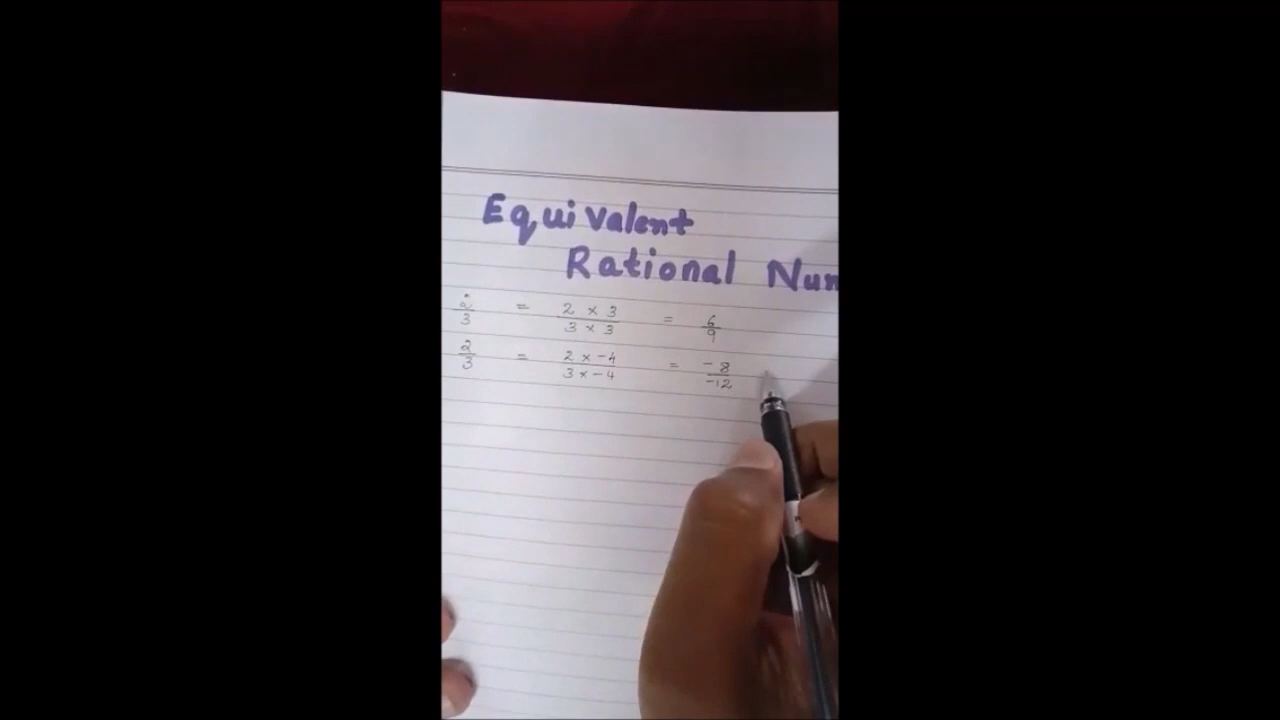 Equivalent
Rational Num
2/3 = 2 × 3 / 3 × 3 = 6/9
2/3 = 2 × -4 / 3 × -4 = -8/-12